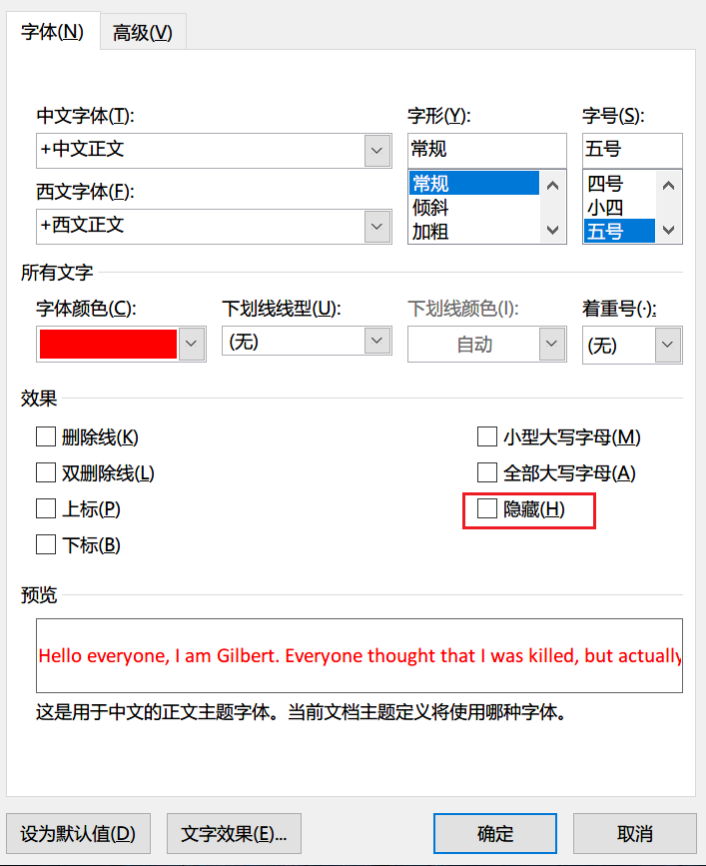 字体(N) 高级(V)
中文字体(T): 字形(Y): 字号(S):
+中文正文 常规 五号
常规 四号
西文字体(F): 倾斜 小四
+西文正文 加粗 五号
所有文字
字体颜色(C): 下划线线型(U): 下划线颜色(I): 着重号(·):
(无) 自动 (无)
效果
删除线(K) 小型大写字母(M)
双删除线(L) 全部大写字母(A)
上标(P) 隐藏(H)
下标(B)
预览
Hello everyone, I am Gilbert. Everyone thought that I was killed, but actually
这是用于中文的正文主题字体。当前文档主题定义将使用哪种字体。
设为默认值(D) 文字效果(E)... 确定 取消